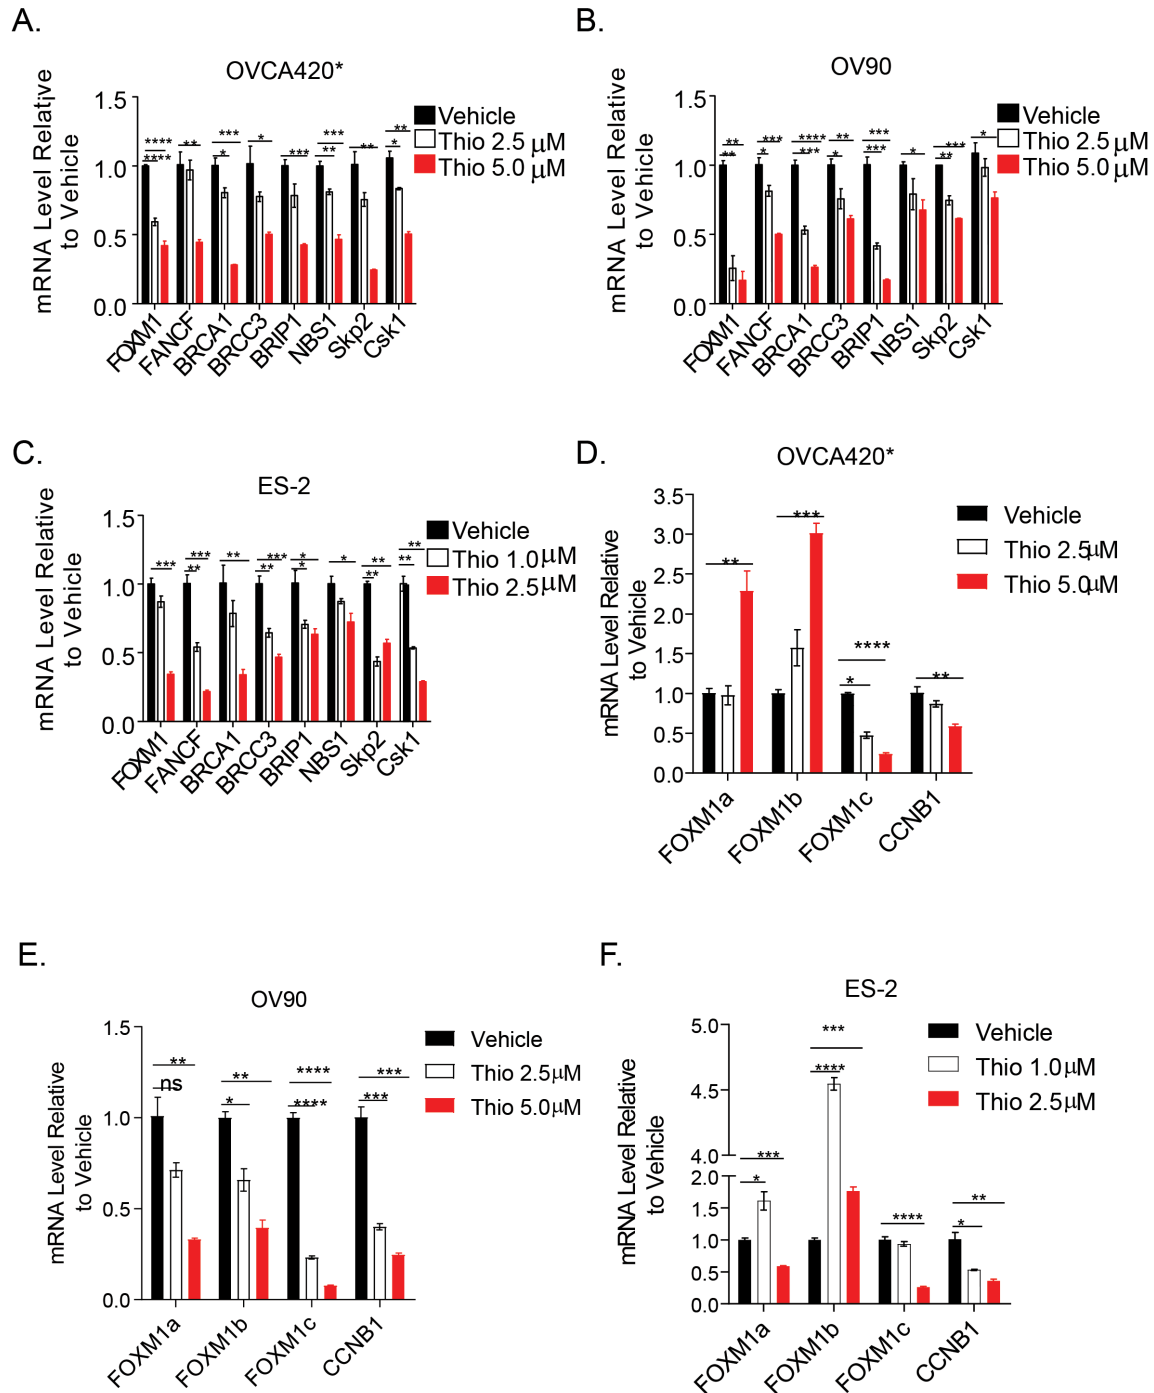 A.
OVCA420*
mRNA Level Relative
to Vehicle
1.5
1.0
0.5
0.0
Vehicle
Thio 2.5 μM
Thio 5.0 μM
**** ** *** * *** ** **
**** * *** ** *
FOXM1 FANCF BRCA1 BRCC3 BRIP1 NBS1 Skp2 Csk1
B.
OV90
mRNA Level Relative
to Vehicle
1.5
1.0
0.5
0.0
Vehicle
Thio 2.5 μM
Thio 5.0 μM
** *** **** ** *** * *** *
** * *** * *** **
FOXM1 FANCF BRCA1 BRCC3 BRIP1 NBS1 Skp2 Csk1
C.
ES-2
mRNA Level Relative
to Vehicle
1.5
1.0
0.5
0.0
Vehicle
Thio 1.0 μM
Thio 2.5 μM
*** *** ** *** * * ** **
** ** * ** **
FOXM1 FANCF BRCA1 BRCC3 BRIP1 NBS1 Skp2 Csk1
D.
OVCA420*
mRNA Level Relative
to Vehicle
3.5
3.0
2.5
2.0
1.5
1.0
0.5
0.0
Vehicle
Thio 2.5μM
Thio 5.0μM
** *** **** **
*
FOXM1a FOXM1b FOXM1c CCNB1
E.
OV90
mRNA Level Relative
to Vehicle
1.5
1.0
0.5
0.0
Vehicle
Thio 2.5μM
Thio 5.0μM
** ** **** ***
ns * **** ***
FOXM1a FOXM1b FOXM1c CCNB1
F.
ES-2
mRNA Level Relative
to Vehicle
5.0
4.5
4.0
2.0
1.5
1.0
0.5
0.0
Vehicle
Thio 1.0μM
Thio 2.5μM
*** *** **** **
* **** *
FOXM1a FOXM1b FOXM1c CCNB1